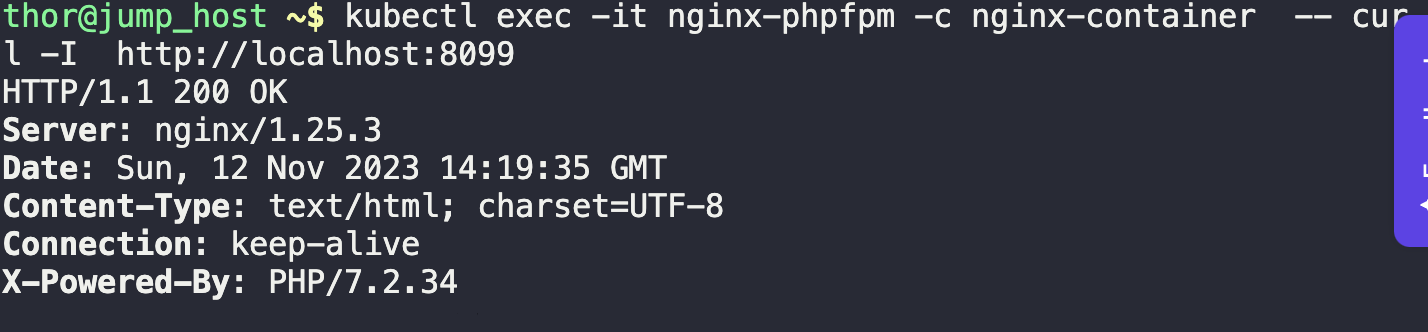 thor@jump_host ~$ kubectl exec -it nginx-phpfpm -c nginx-container  -- cur
l -I  http://localhost:8099
HTTP/1.1 200 OK
Server: nginx/1.25.3
Date: Sun, 12 Nov 2023 14:19:35 GMT
Content-Type: text/html; charset=UTF-8
Connection: keep-alive
X-Powered-By: PHP/7.2.34